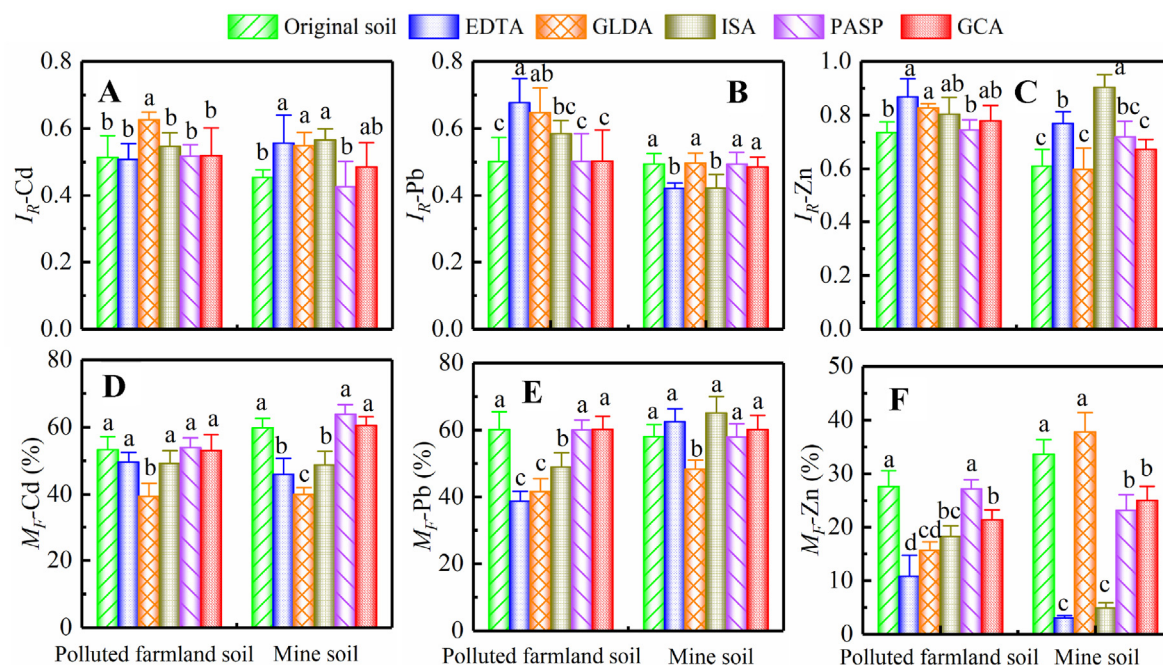 Original soil EDTA GLDA ISA PASP GCA
A
I_R-Cd
0.8
0.6
0.4
0.2
0.0
b b a b b b
b a a a b ab
B
I_R-Pb
0.8
0.6
0.4
0.2
0.0
c a ab bc c c
a b a b a a
C
I_R-Zn
1.0
0.8
0.6
0.4
0.2
0.0
b a a ab b ab
c b c a bc c
D
M_F-Cd (%)
80
60
40
20
0
a a b a a a
a b c b a a
Polluted farmland soil Mine soil
E
M_F-Pb (%)
80
60
40
20
0
a c c b a a
a a b a a a
Polluted farmland soil Mine soil
F
M_F-Zn (%)
50
40
30
20
10
0
a d cd bc a b
a c a c b b
Polluted farmland soil Mine soil